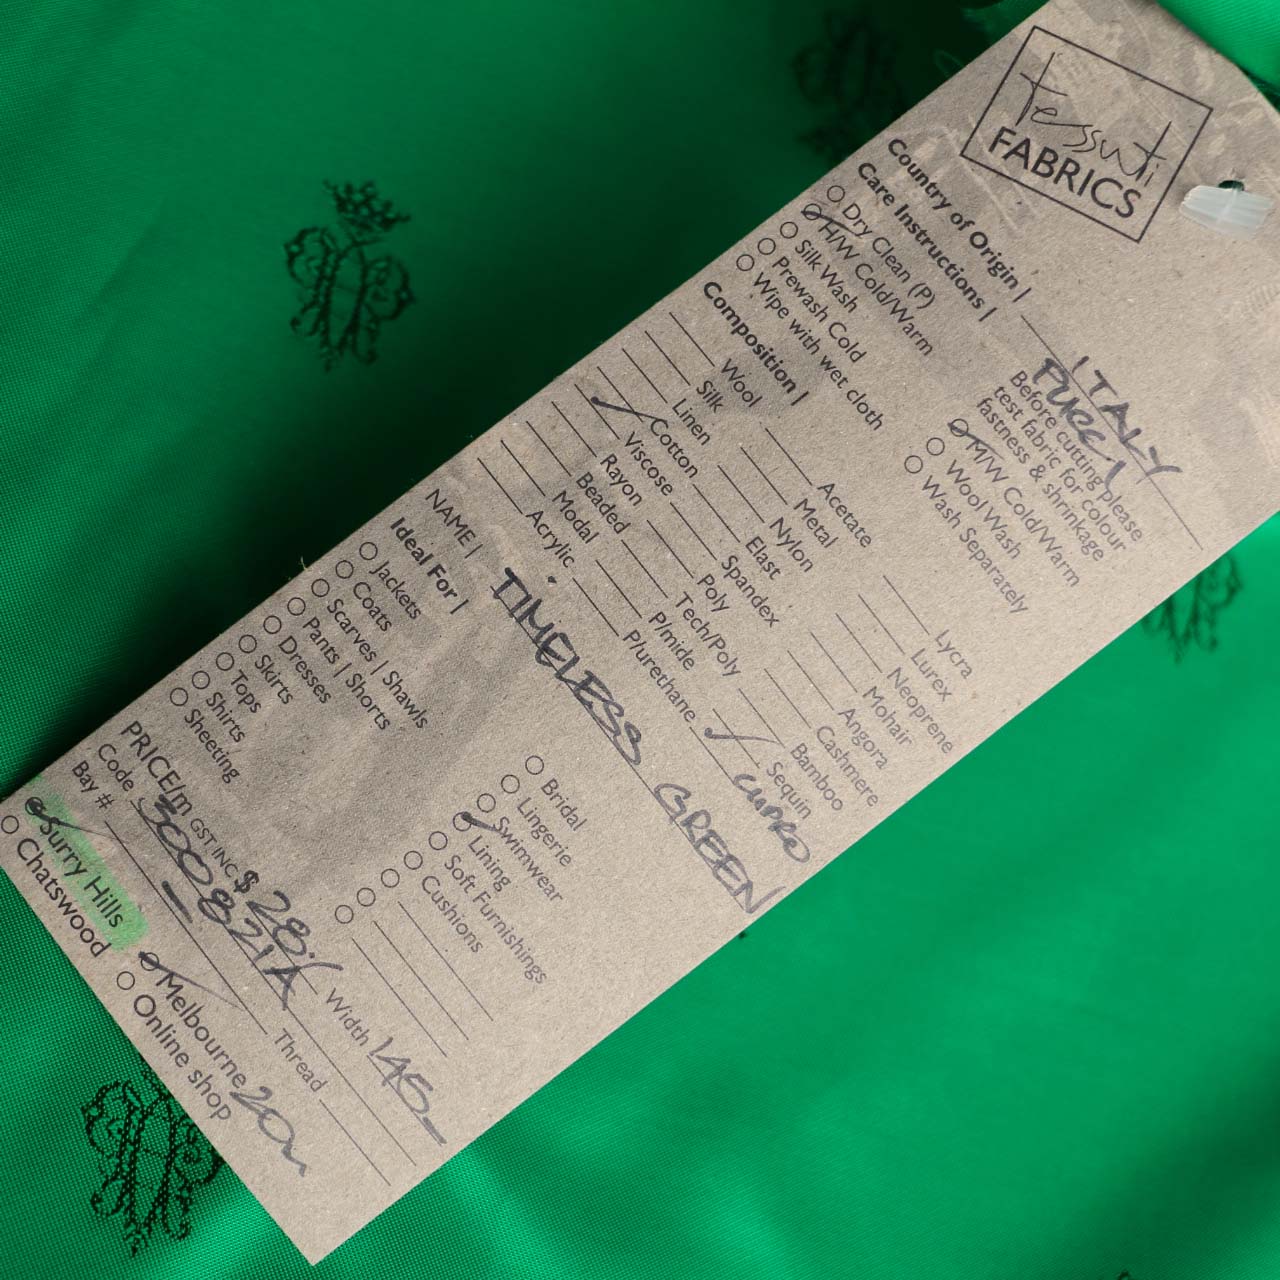 tessuti
FABRICS
Country of Origin | ITALY
PUCCI
Care Instructions |
Before cutting please
test fabric for colour
fastness & shrinkage
Dry Clean (P)
H/W Cold/Warm
Silk Wash
Prewash Cold
Wipe with wet cloth
M/W Cold/Warm
Wool Wash
Wash Separately
Composition |
Wool
Silk
Linen
Cotton
Viscose
Rayon
Beaded
Modal
Acrylic
Acetate
Metal
Nylon
Elast
Spandex
Poly
Tech/Poly
P/mide
P/urethane
Lycra
Lurex
Neoprene
Mohair
Angora
Cashmere
Bamboo
Sequin
CUPRO
NAME | TIMELESS GREEN
Ideal For |
Jackets
Coats
Scarves | Shawls
Pants | Shorts
Dresses
Skirts
Tops
Shirts
Sheeting
Bridal
Lingerie
Swimwear
Lining
Soft Furnishings
Cushions
PRICE/m GST INC $ 28. Width 145
Code 300821A
Bay # Thread
Surry Hills
Chatswood
Melbourne 20m
Online shop